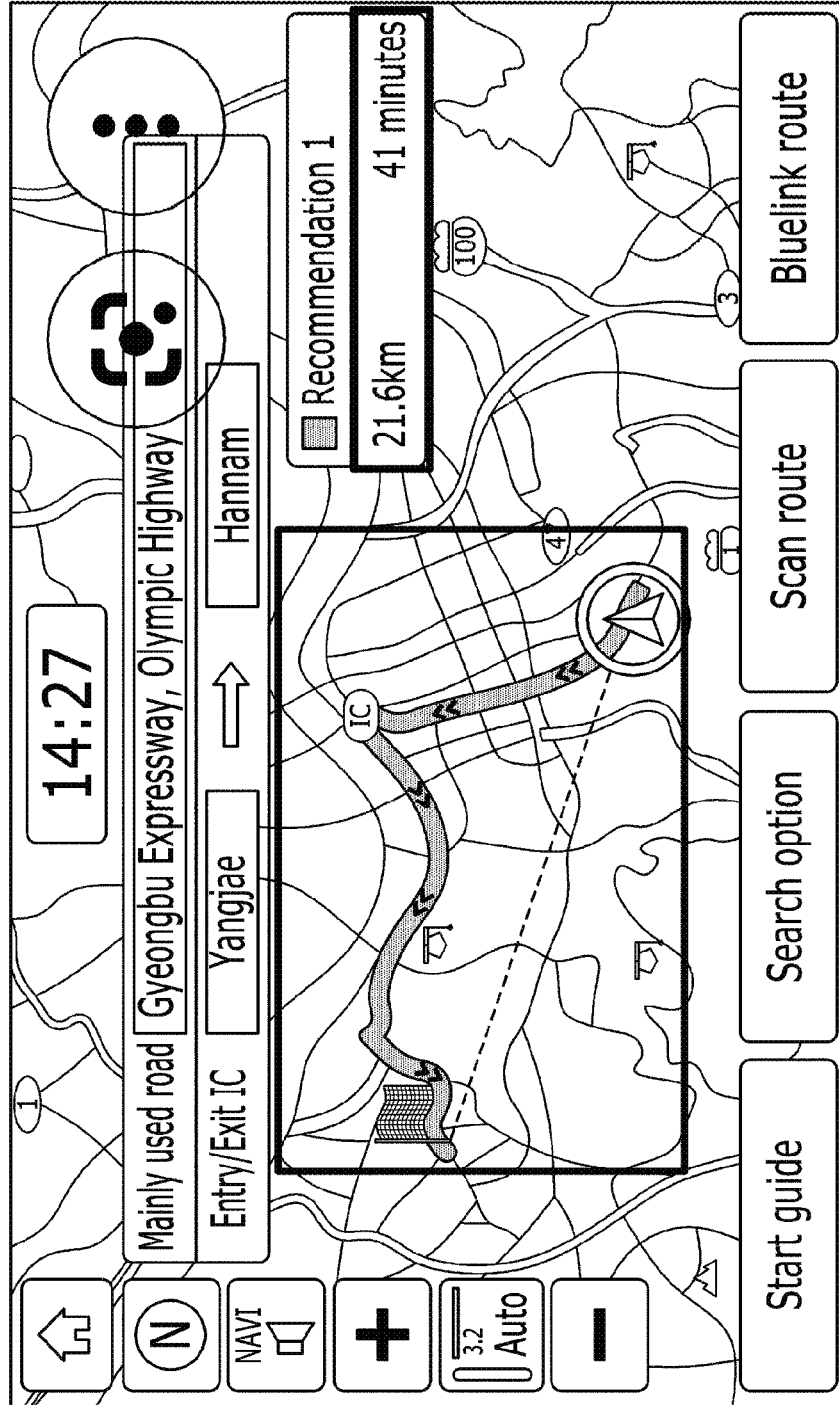 14:27
Mainly used road Gyeongbu Expressway, Olympic Highway
Entry/Exit IC Yangjae Hannam
N
NAVI
3.2
Auto
1
Recommendation 1
21.6km 41 minutes
IC
100
4
3
1
Start guide
Search option
Scan route
Bluelink route